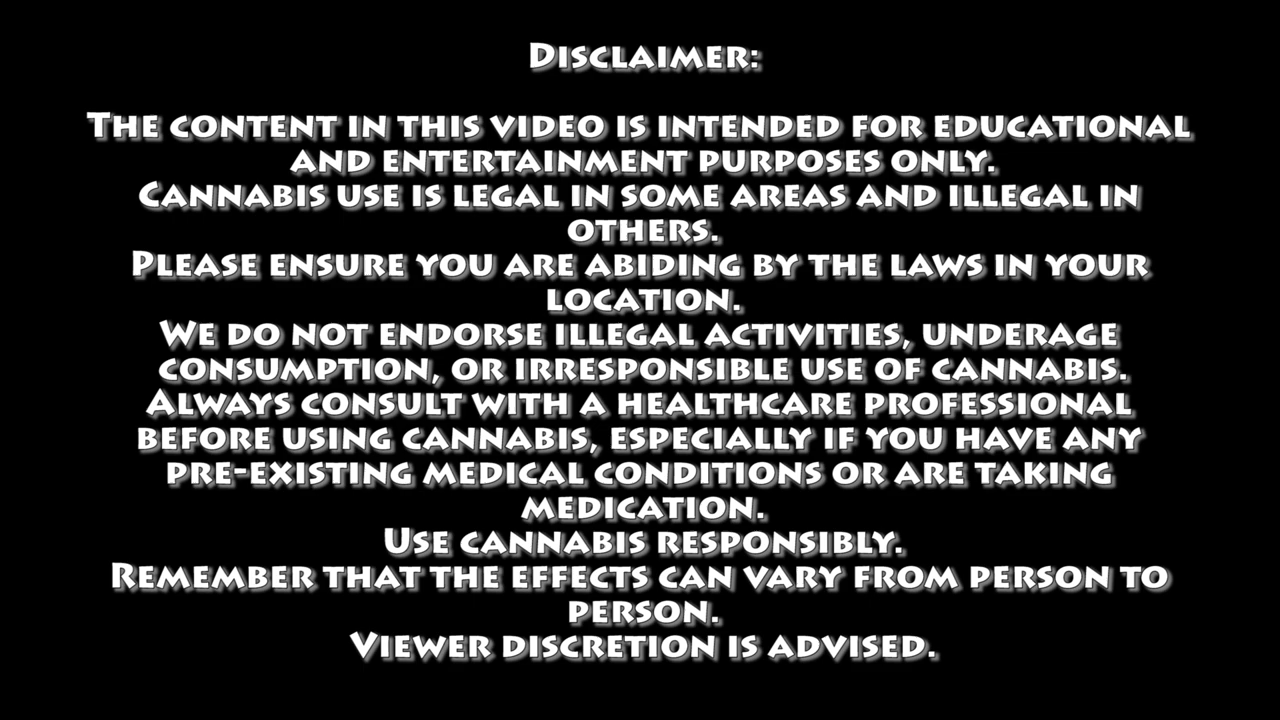 Disclaimer:
The content in this video is intended for educational
and entertainment purposes only.
Cannabis use is legal in some areas and illegal in
others.
Please ensure you are abiding by the laws in your
location.
We do not endorse illegal activities, underage
consumption, or irresponsible use of cannabis.
Always consult with a healthcare professional
before using cannabis, especially if you have any
pre-existing medical conditions or are taking
medication.
Use cannabis responsibly.
Remember that the effects can vary from person to
person.
Viewer discretion is advised.